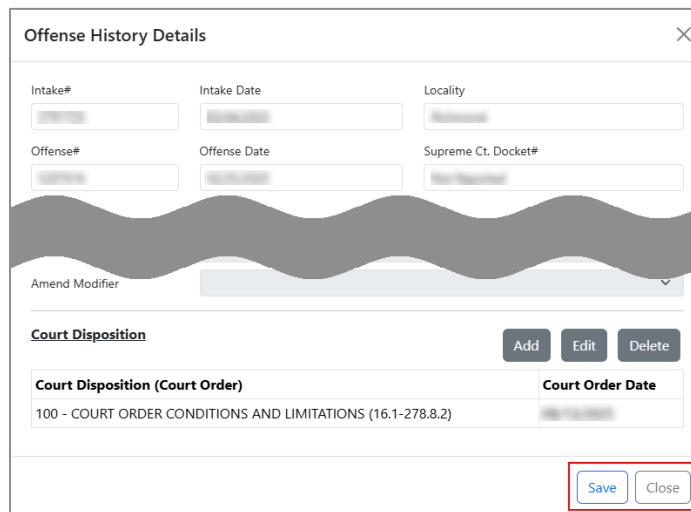 Offense History Details
Intake# Intake Date Locality
Offense# Offense Date Supreme Ct. Docket#
Amend Modifier
Court Disposition
Add Edit Delete
Court Disposition (Court Order) Court Order Date
100 - COURT ORDER CONDITIONS AND LIMITATIONS (16.1-278.8.2)
Save Close